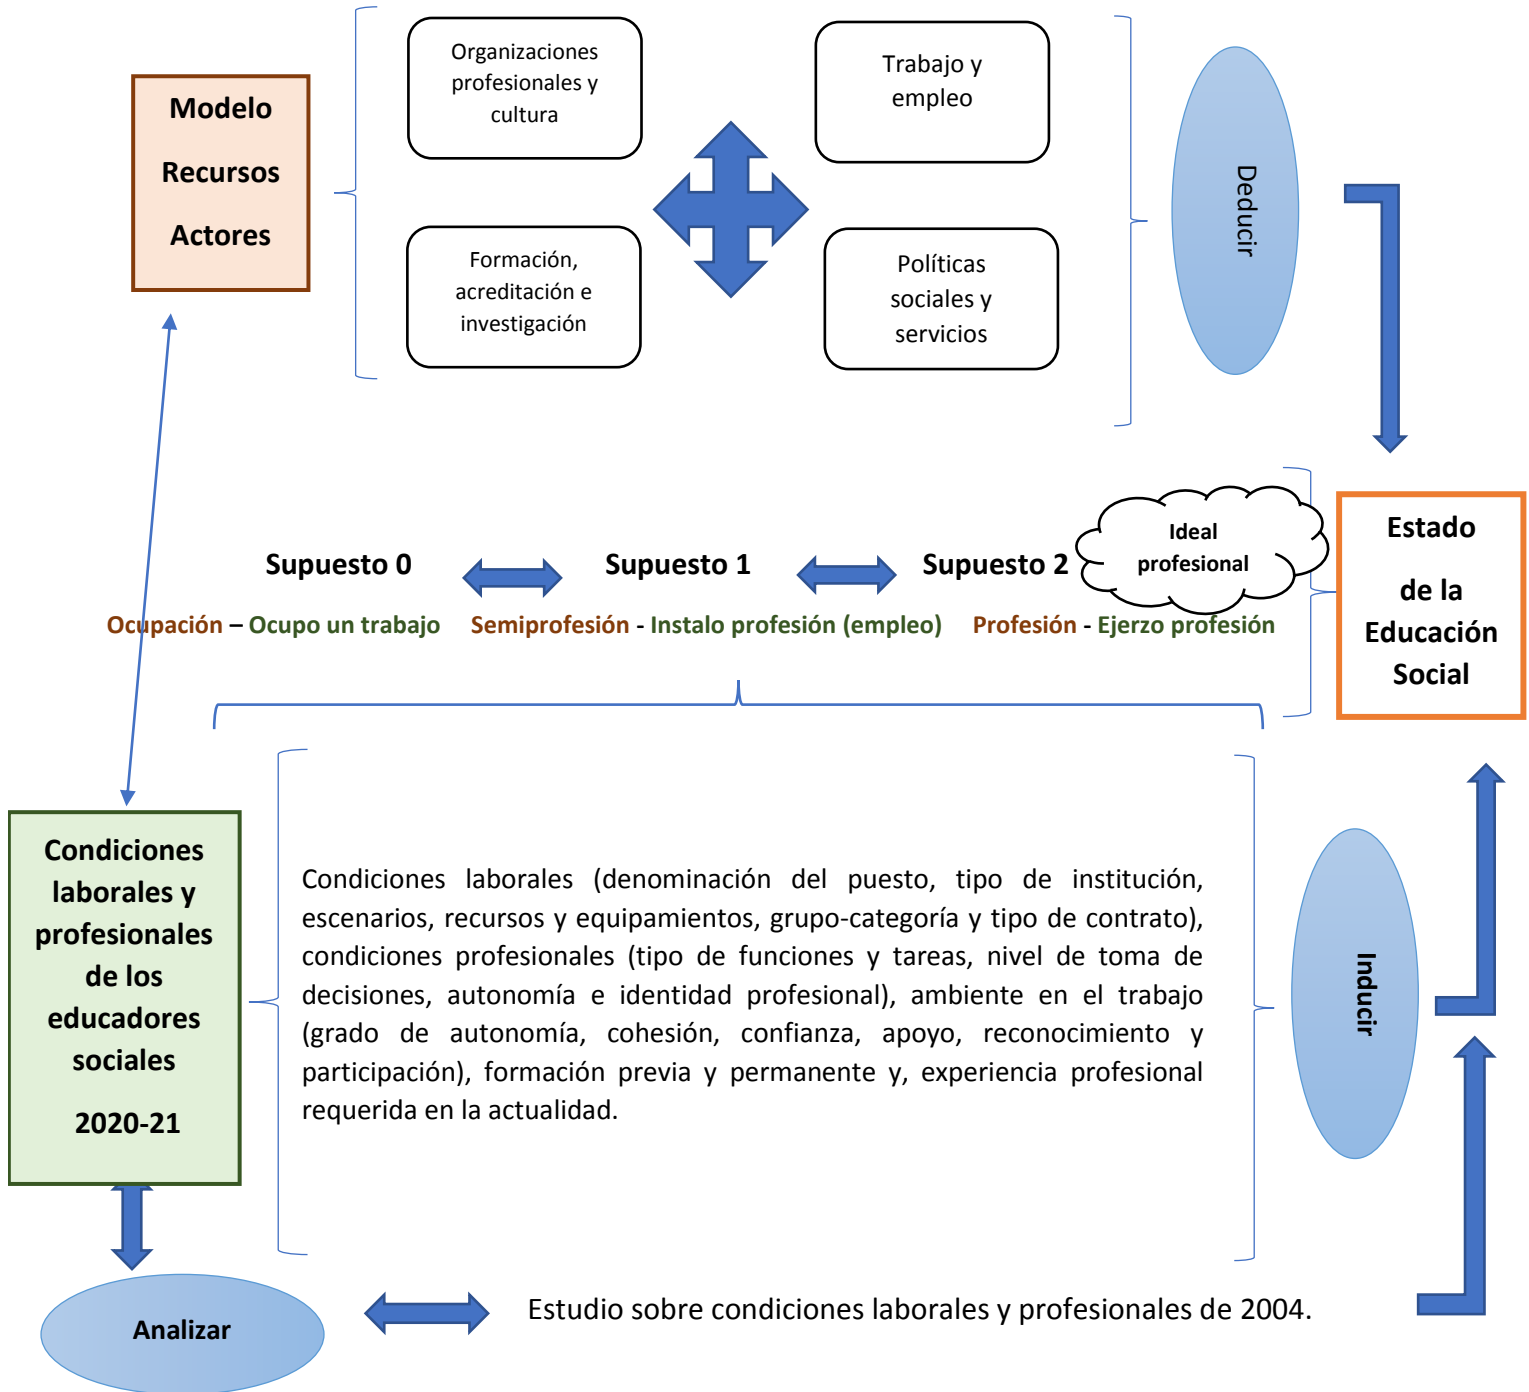 Modelo
Recursos
Actores
Organizaciones
profesionales y
cultura
Trabajo y
empleo
Formación,
acreditación e
investigación
Políticas
sociales y
servicios
Deducir
Supuesto 0
Supuesto 1
Supuesto 2
Ideal
profesional
Ocupación – Ocupo un trabajo
Semiprofesión - Instalo profesión (empleo)
Profesión - Ejerzo profesión
Estado
de la
Educación
Social
Condiciones
laborales y
profesionales
de los
educadores
sociales
2020-21
Condiciones laborales (denominación del puesto, tipo de institución,
escenarios, recursos y equipamientos, grupo-categoría y tipo de contrato),
condiciones profesionales (tipo de funciones y tareas, nivel de toma de
decisiones, autonomía e identidad profesional), ambiente en el trabajo
(grado de autonomía, cohesión, confianza, apoyo, reconocimiento y
participación), formación previa y permanente y, experiencia profesional
requerida en la actualidad.
Inducir
Analizar
Estudio sobre condiciones laborales y profesionales de 2004.